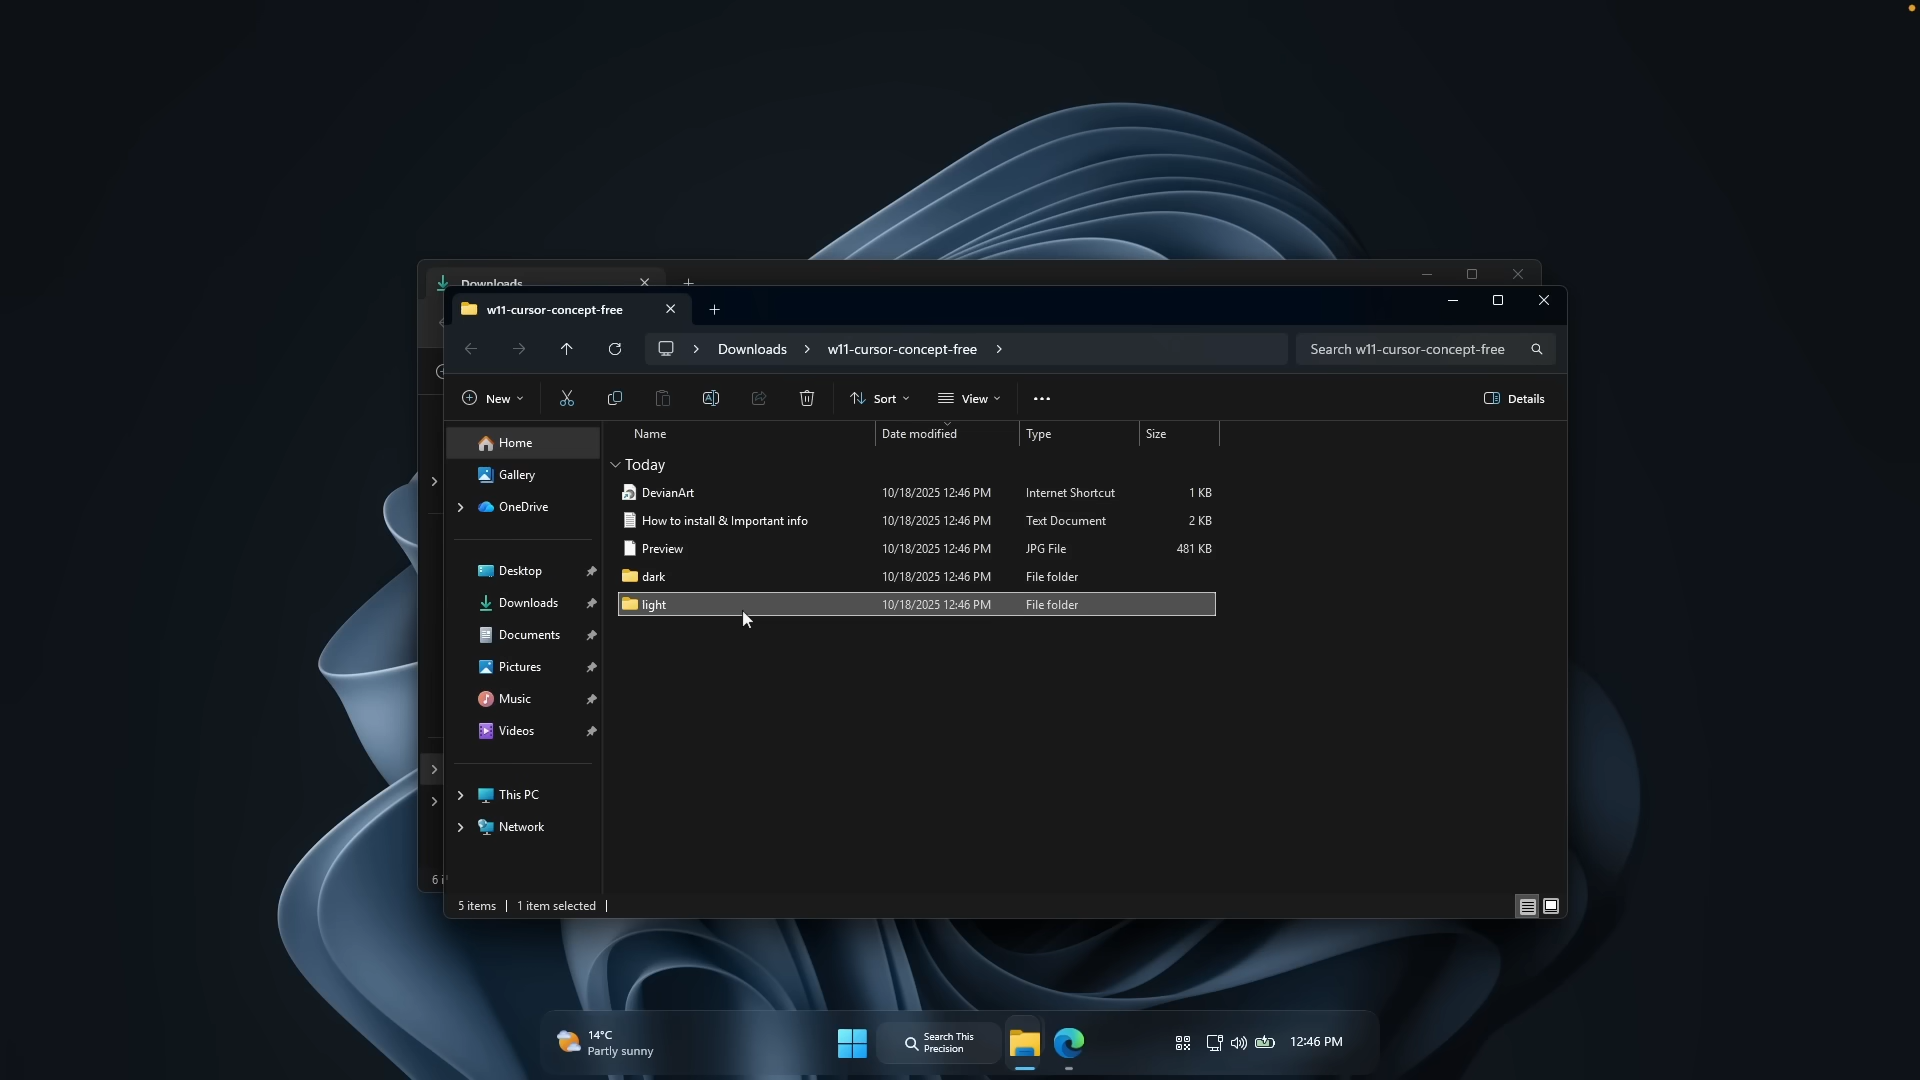 Downloads
w11-cursor-concept-free
Downloads > w11-cursor-concept-free >
Search w11-cursor-concept-free
New
Sort
View
Details
Name Date modified Type Size
Today
DevianArt 10/18/2025 12:46 PM Internet Shortcut 1 KB
How to install & Important info 10/18/2025 12:46 PM Text Document 2 KB
Preview 10/18/2025 12:46 PM JPG File 481 KB
dark 10/18/2025 12:46 PM File folder
light 10/18/2025 12:46 PM File folder
Home
Gallery
OneDrive
Desktop
Downloads
Documents
Pictures
Music
Videos
This PC
Network
6
5 items | 1 item selected |
14°C
Partly sunny
Search This
Precision
12:46 PM